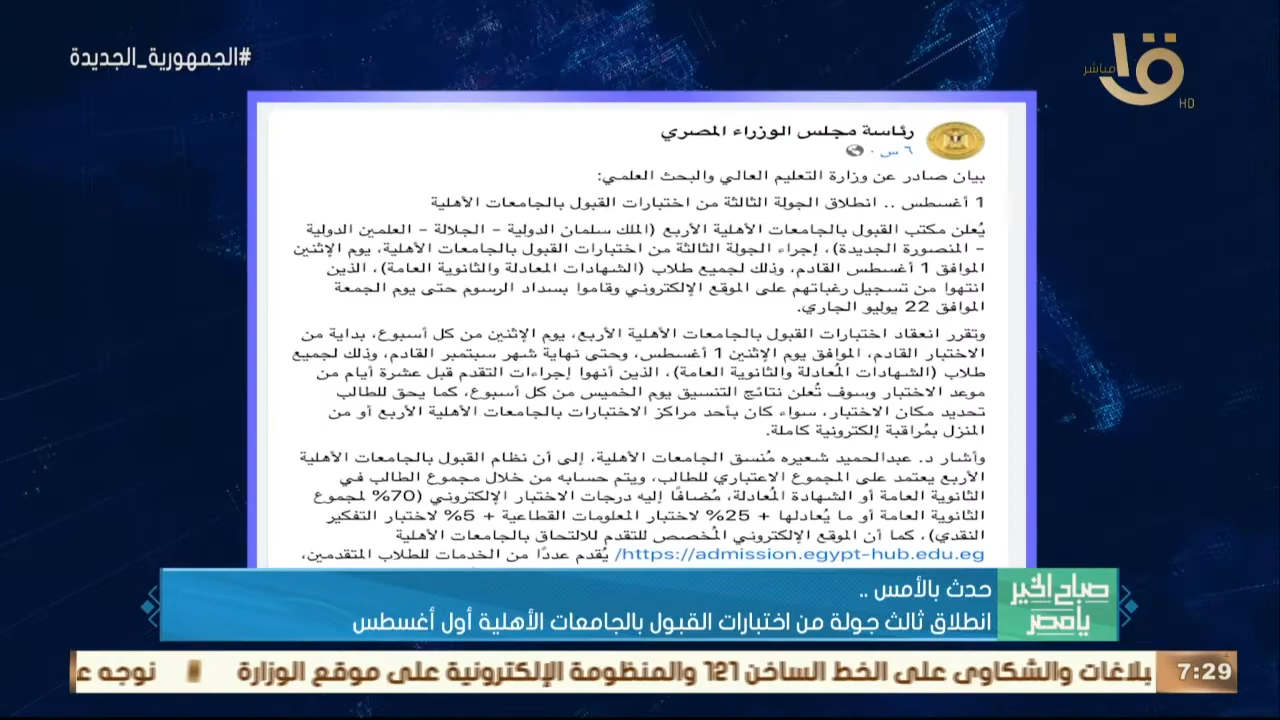 #الجمهورية_الجديدة
مباشر
HD
رئاسة مجلس الوزراء المصري
٦ س ·
بيان صادر عن وزارة التعليم العالي والبحث العلمي:
1 أغسطس .. انطلاق الجولة الثالثة من اختبارات القبول بالجامعات الأهلية
يُعلن مكتب القبول بالجامعات الأهلية الأربع (الملك سلمان الدولية – الجلالة – العلمين الدولية
– المنصورة الجديدة)، إجراء الجولة الثالثة من اختبارات القبول بالجامعات الأهلية، يوم الإثنين
الموافق 1 أغسطس القادم، وذلك لجميع طلاب (الشهادات المعادلة والثانوية العامة)، الذين
انتهوا من تسجيل رغباتهم على الموقع الإلكتروني وقاموا بسداد الرسوم حتى يوم الجمعة
الموافق 22 يوليو الجاري.
وتقرر انعقاد اختبارات القبول بالجامعات الأهلية الأربع، يوم الإثنين من كل أسبوع، بداية من
الاختبار القادم، الموافق يوم الإثنين 1 أغسطس، وحتى نهاية شهر سبتمبر القادم، وذلك لجميع
طلاب (الشهادات المُعادلة والثانوية العامة)، الذين أنهوا إجراءات التقدم قبل عشرة أيام من
موعد الاختبار وسوف تُعلن نتائج التنسيق يوم الخميس من كل أسبوع، كما يحق للطالب
تحديد مكان الاختبار، سواء كان بأحد مراكز الاختبارات بالجامعات الأهلية الأربع أو من
المنزل بمُراقبة إلكترونية كاملة.
وأشار د. عبدالحميد شعيره مُنسق الجامعات الأهلية، إلى أن نظام القبول بالجامعات الأهلية
الأربع يعتمد على المجموع الاعتباري للطالب، ويتم حسابه من خلال مجموع الطالب في
الثانوية العامة أو الشهادة المُعادلة، مُضافًا إليه درجات الاختبار الإلكتروني (70% لمجموع
الثانوية العامة أو ما يُعادلها + 25% لاختبار المعلومات القطاعية + 5% لاختبار التفكير
النقدي)، كما أن الموقع الإلكتروني المُخصص للتقدم للالتحاق بالجامعات الأهلية
https://admission.egypt-hub.edu.eg/ يُقدم عددًا من الخدمات للطلاب المتقدمين،
صباح الخير
يا مصر
حدث بالأمس ..
انطلاق ثالث جولة من اختبارات القبول بالجامعات الأهلية أول أغسطس
7:29
بلاغات والشكاوى على الخط الساخن 121 والمنظومة الإلكترونية على موقع الوزارة نوجه ع